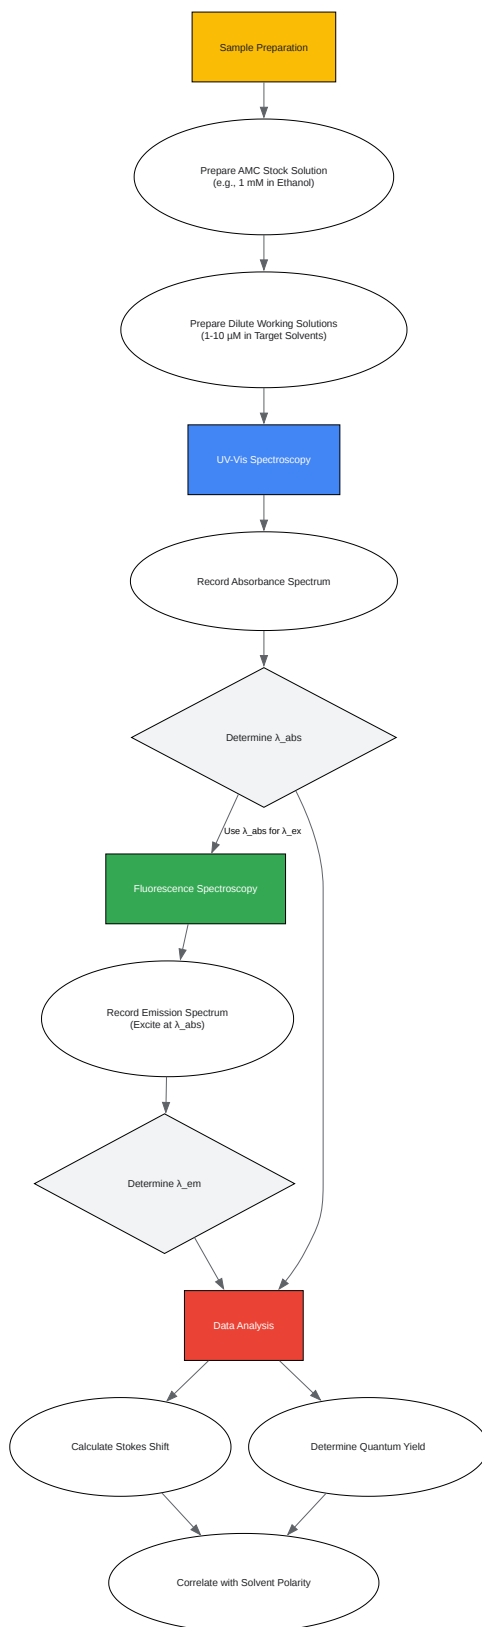 Sample Preparation
Prepare AMC Stock Solution
(e.g., 1 mM in Ethanol)
Prepare Dilute Working Solutions
(1-10 µM in Target Solvents)
UV-Vis Spectroscopy
Record Absorbance Spectrum
Determine λ_abs
Use λ_abs for λ_ex
Fluorescence Spectroscopy
Record Emission Spectrum
(Excite at λ_abs)
Determine λ_em
Data Analysis
Calculate Stokes Shift
Determine Quantum Yield
Correlate with Solvent Polarity